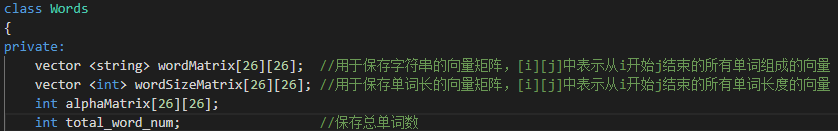 class Words
{
private:
    vector <string> wordMatrix[26][26];  //用于保存字符串的向量矩阵，[i][j]中表示从i开始j结束的所有单词组成的向量
    vector <int> wordSizeMatrix[26][26]; //用于保存单词长的向量矩阵，[i][j]中表示从i开始j结束的所有单词长度的向量
    int alphaMatrix[26][26];
    int total_word_num;                  //保存总单词数